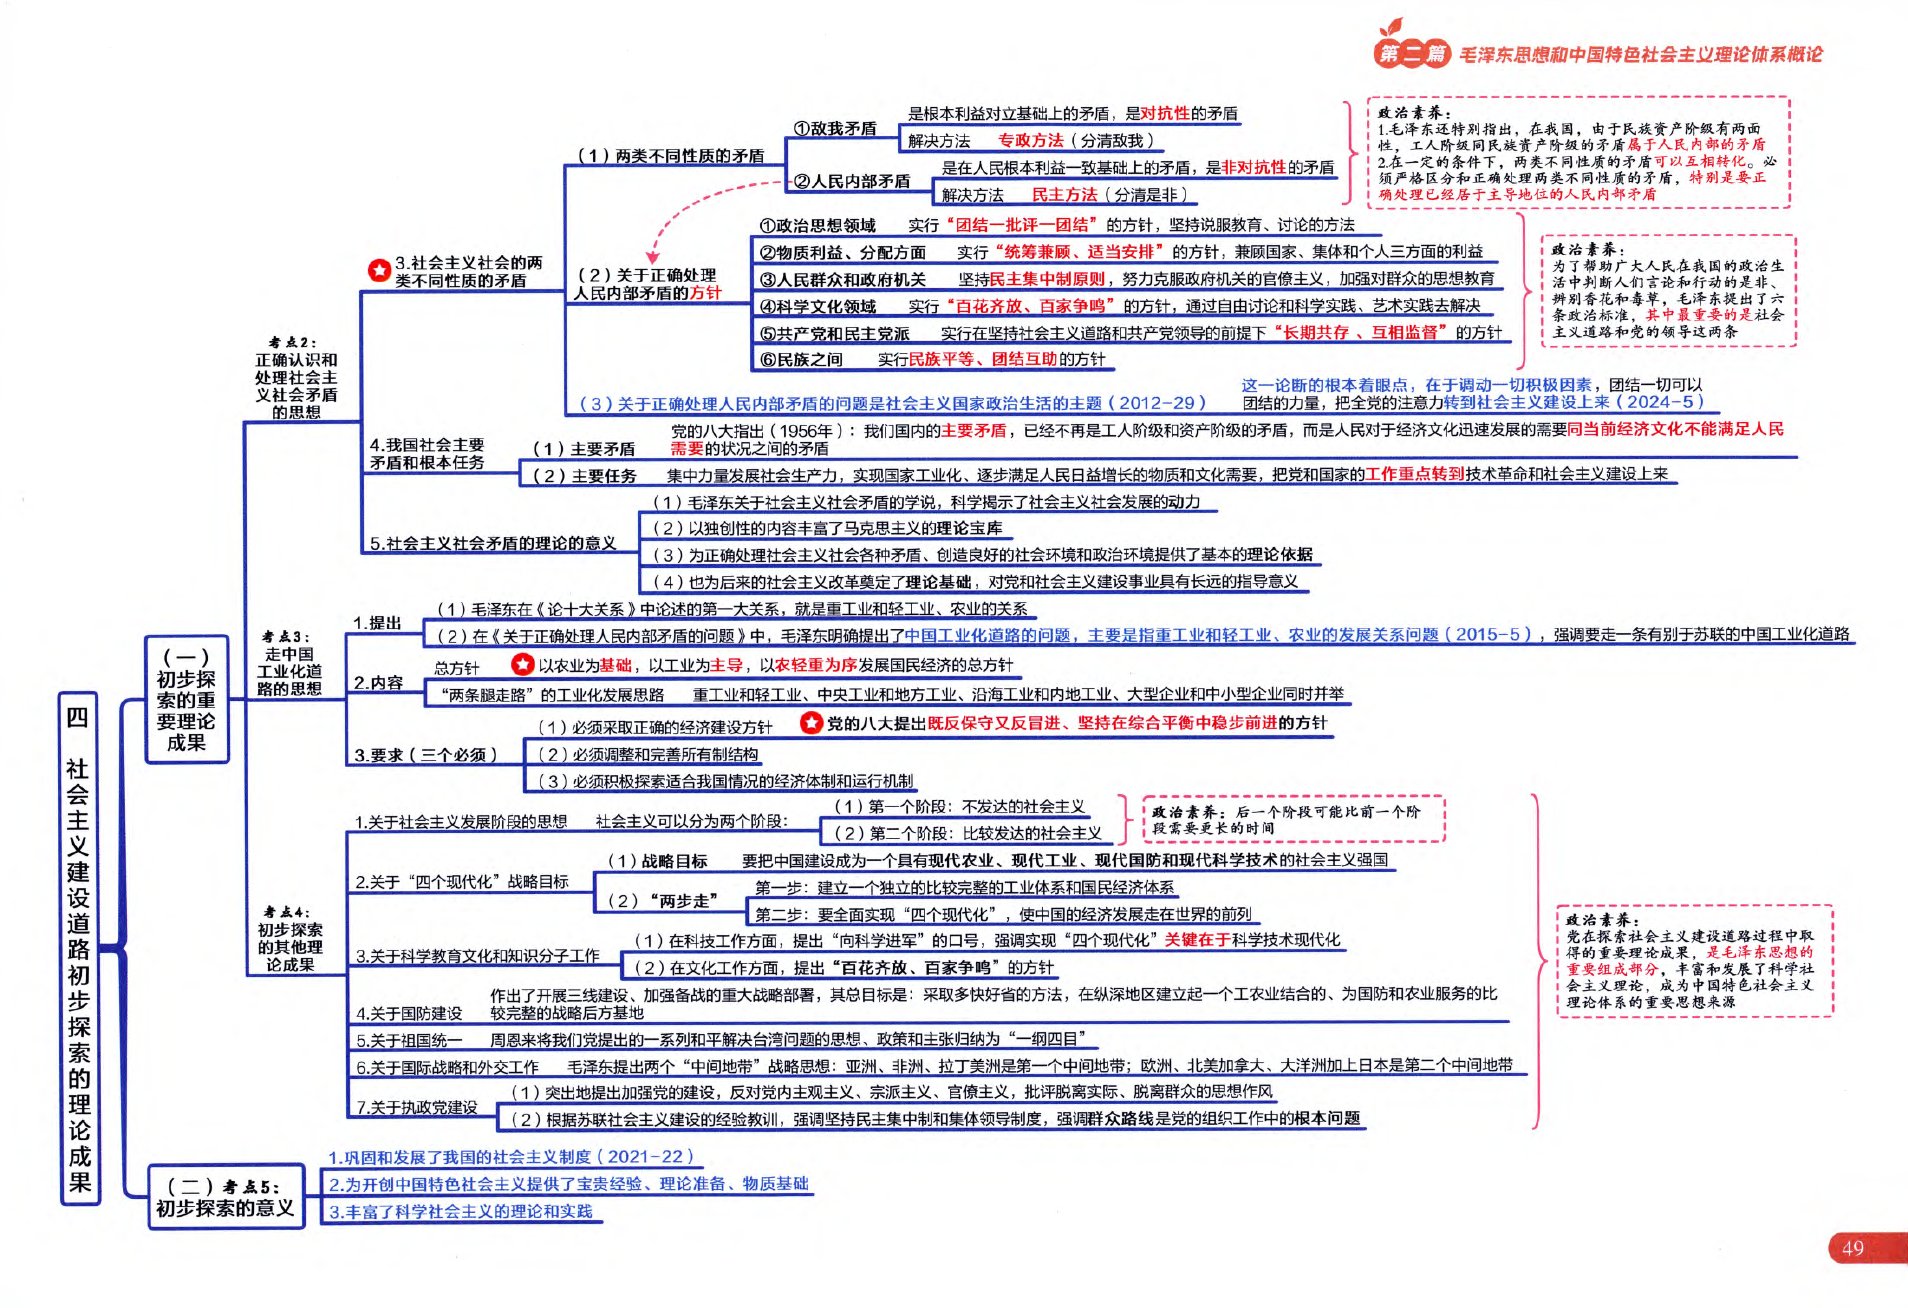 第二篇 毛泽东思想和中国特色社会主义理论体系概论
四 社会主义建设道路初步探索的理论成果
（一）
初步探
索的重
要理论
成果
考点2：
正确认识和
处理社会主
义社会矛盾
的思想
3.社会主义社会的两
类不同性质的矛盾
（1）两类不同性质的矛盾
①敌我矛盾
是根本利益对立基础上的矛盾，是对抗性的矛盾
解决方法 专政方法（分清敌我）
②人民内部矛盾
是在人民根本利益一致基础上的矛盾，是非对抗性的矛盾
解决方法 民主方法（分清是非）
政治素养：
1.毛泽东还特别指出，在我国，由于民族资产阶级有两面
性，工人阶级同民族资产阶级的矛盾属于人民内部的矛盾
2.在一定的条件下，两类不同性质的矛盾可以互相转化。必
须严格区分和正确处理两类不同性质的矛盾，特别是要正
确处理已经居于主导地位的人民内部矛盾
（2）关于正确处理
人民内部矛盾的方针
①政治思想领域 实行“团结—批评—团结”的方针，坚持说服教育、讨论的方法
②物质利益、分配方面 实行“统筹兼顾、适当安排”的方针，兼顾国家、集体和个人三方面的利益
③人民群众和政府机关 坚持民主集中制原则，努力克服政府机关的官僚主义，加强对群众的思想教育
④科学文化领域 实行“百花齐放、百家争鸣”的方针，通过自由讨论和科学实践、艺术实践去解决
⑤共产党和民主党派 实行在坚持社会主义道路和共产党领导的前提下“长期共存、互相监督”的方针
⑥民族之间 实行民族平等、团结互助的方针
政治素养：
为了帮助广大人民在我国的政治生
活中判断人们言论和行动的是非、
辨别香花和毒草，毛泽东提出了六
条政治标准，其中最重要的是社会
主义道路和党的领导这两条
（3）关于正确处理人民内部矛盾的问题是社会主义国家政治生活的主题（2012-29）
这一论断的根本着眼点，在于调动一切积极因素，团结一切可以
团结的力量，把全党的注意力转到社会主义建设上来（2024-5）
4.我国社会主要
矛盾和根本任务
（1）主要矛盾
党的八大指出（1956年）：我们国内的主要矛盾，已经不再是工人阶级和资产阶级的矛盾，而是人民对于经济文化迅速发展的需要同当前经济文化不能满足人民
需要的状况之间的矛盾
（2）主要任务 集中力量发展社会生产力，实现国家工业化、逐步满足人民日益增长的物质和文化需要，把党和国家的工作重点转到技术革命和社会主义建设上来
5.社会主义社会矛盾的理论的意义
（1）毛泽东关于社会主义社会矛盾的学说，科学揭示了社会主义社会发展的动力
（2）以独创性的内容丰富了马克思主义的理论宝库
（3）为正确处理社会主义社会各种矛盾、创造良好的社会环境和政治环境提供了基本的理论依据
（4）也为后来的社会主义改革奠定了理论基础，对党和社会主义建设事业具有长远的指导意义
考点3：
走中国
工业化道
路的思想
1.提出
（1）毛泽东在《论十大关系》中论述的第一大关系，就是重工业和轻工业、农业的关系
（2）在《关于正确处理人民内部矛盾的问题》中，毛泽东明确提出了中国工业化道路的问题，主要是指重工业和轻工业、农业的发展关系问题（2015-5），强调要走一条有别于苏联的中国工业化道路
2.内容
总方针 以农业为基础，以工业为主导，以农轻重为序发展国民经济的总方针
“两条腿走路”的工业化发展思路 重工业和轻工业、中央工业和地方工业、沿海工业和内地工业、大型企业和中小型企业同时并举
3.要求（三个必须）
（1）必须采取正确的经济建设方针 党的八大提出既反保守又反冒进、坚持在综合平衡中稳步前进的方针
（2）必须调整和完善所有制结构
（3）必须积极探索适合我国情况的经济体制和运行机制
考点4：
初步探索
的其他理
论成果
1.关于社会主义发展阶段的思想 社会主义可以分为两个阶段：
（1）第一个阶段：不发达的社会主义
（2）第二个阶段：比较发达的社会主义
政治素养：后一个阶段可能比前一个阶
段需要更长的时间
2.关于“四个现代化”战略目标
（1）战略目标 要把中国建设成为一个具有现代农业、现代工业、现代国防和现代科学技术的社会主义强国
（2）“两步走”
第一步：建立一个独立的比较完整的工业体系和国民经济体系
第二步：要全面实现“四个现代化”，使中国的经济发展走在世界的前列
3.关于科学教育文化和知识分子工作
（1）在科技工作方面，提出“向科学进军”的口号，强调实现“四个现代化”关键在于科学技术现代化
（2）在文化工作方面，提出“百花齐放、百家争鸣”的方针
4.关于国防建设
作出了开展三线建设、加强备战的重大战略部署，其总目标是：采取多快好省的方法，在纵深地区建立起一个工农业结合的、为国防和农业服务的比
较完整的战略后方基地
5.关于祖国统一 周恩来将我们党提出的一系列和平解决台湾问题的思想、政策和主张归纳为“一纲四目”
6.关于国际战略和外交工作 毛泽东提出两个“中间地带”战略思想：亚洲、非洲、拉丁美洲是第一个中间地带；欧洲、北美加拿大、大洋洲加上日本是第二个中间地带
7.关于执政党建设
（1）突出地提出加强党的建设，反对党内主观主义、宗派主义、官僚主义，批评脱离实际、脱离群众的思想作风
（2）根据苏联社会主义建设的经验教训，强调坚持民主集中制和集体领导制度，强调群众路线是党的组织工作中的根本问题
政治素养：
党在探索社会主义建设道路过程中取
得的重要理论成果，是毛泽东思想的
重要组成部分，丰富和发展了科学社
会主义理论，成为中国特色社会主义
理论体系的重要思想来源
（二）考点5：
初步探索的意义
1.巩固和发展了我国的社会主义制度（2021-22）
2.为开创中国特色社会主义提供了宝贵经验、理论准备、物质基础
3.丰富了科学社会主义的理论和实践
49